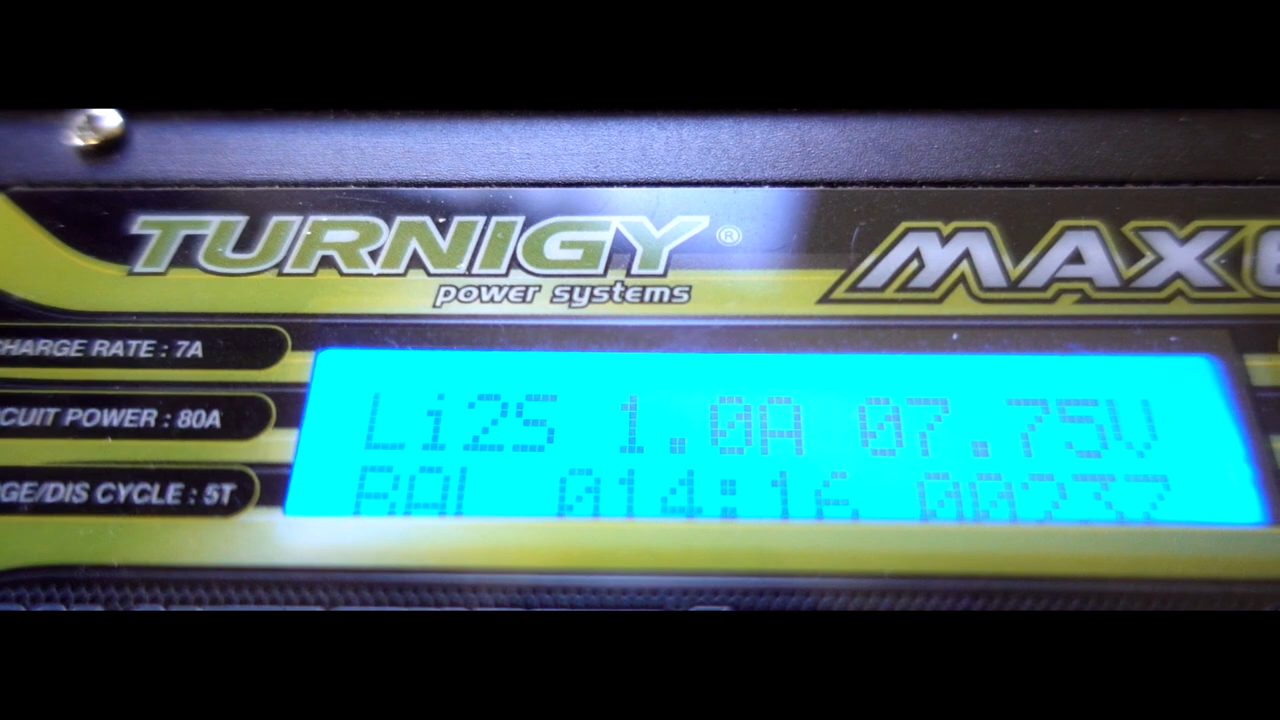 TURNIGY®
power systems
MAX
HARGE RATE : 7A
CUIT POWER : 80A
GE/DIS CYCLE : 5T
Li2S 1.0A 07.75V
BAL 014:16 00237